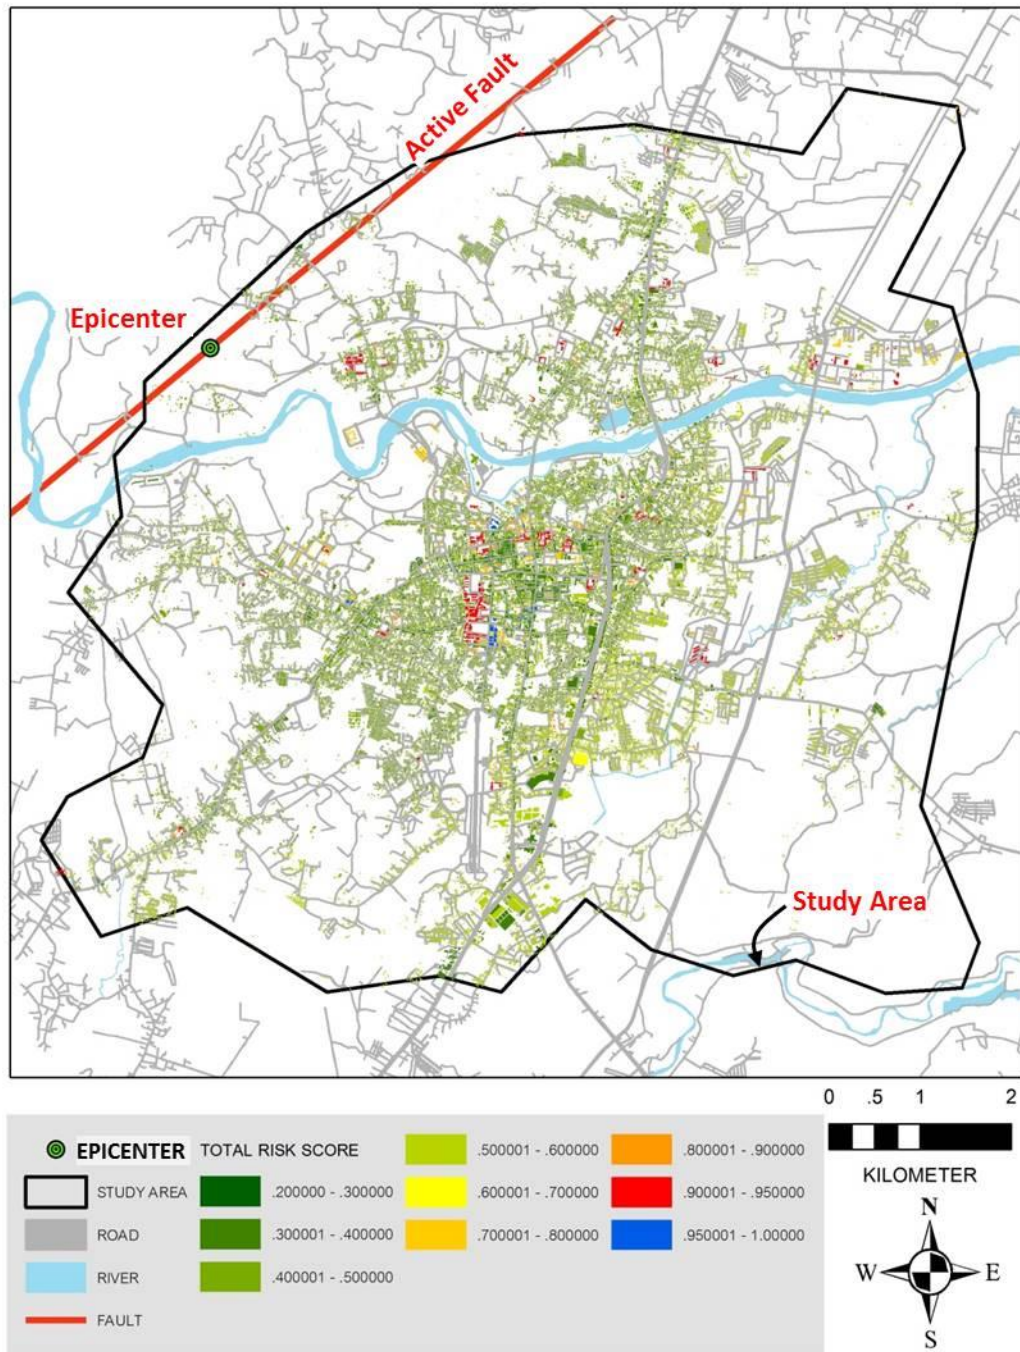 Active Fault
Epicenter
Study Area
0 .5 1 2
KILOMETER
N
W E
S
EPICENTER
STUDY AREA
ROAD
RIVER
FAULT
TOTAL RISK SCORE
.200000 - .300000
.300001 - .400000
.400001 - .500000
.500001 - .600000
.600001 - .700000
.700001 - .800000
.800001 - .900000
.900001 - .950000
.950001 - 1.00000